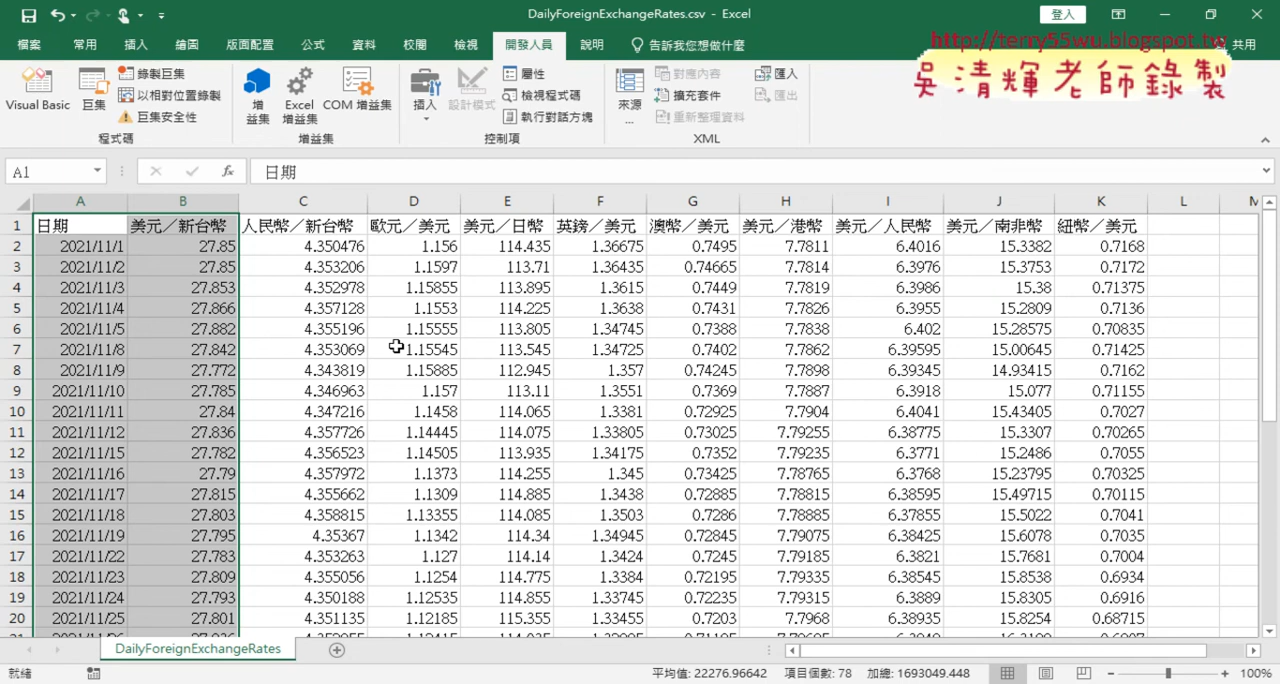 DailyForeignExchangeRates.csv - Excel
登入
檔案 常用 插入 繪圖 版面配置 公式 資料 校閱 檢視 開發人員 說明 告訴我您想做什麼 共用
http://terry55wu.blogspot.tw
吳清輝老師錄製
Visual Basic 巨集 錄製巨集 以相對位置錄製 巨集安全性 程式碼
增益集 Excel 增益集 COM 增益集 增益集
插入 設計模式 屬性 檢視程式碼 執行對話方塊 控制項
來源... 對應內容 擴充套件 重新整理資料 匯入 匯出 XML
A1 fx 日期
A B C D E F G H I J K L M
1 日期 美元／新台幣 人民幣／新台幣 歐元／美元 美元／日幣 英鎊／美元 澳幣／美元 美元／港幣 美元／人民幣 美元／南非幣 紐幣／美元
2 2021/11/1 27.85 4.350476 1.156 114.435 1.36675 0.7495 7.7811 6.4016 15.3382 0.7168
3 2021/11/2 27.85 4.353206 1.1597 113.71 1.36435 0.74665 7.7814 6.3976 15.3753 0.7172
4 2021/11/3 27.853 4.352978 1.15855 113.895 1.3615 0.7449 7.7819 6.3986 15.38 0.71375
5 2021/11/4 27.866 4.357128 1.1553 114.225 1.3638 0.7431 7.7826 6.3955 15.2809 0.7136
6 2021/11/5 27.882 4.355196 1.15555 113.805 1.34745 0.7388 7.7838 6.402 15.28575 0.70835
7 2021/11/8 27.842 4.353069 1.15545 113.545 1.34725 0.7402 7.7862 6.39595 15.00645 0.71425
8 2021/11/9 27.772 4.343819 1.15885 112.945 1.357 0.74245 7.7898 6.39345 14.93415 0.7162
9 2021/11/10 27.785 4.346963 1.157 113.11 1.3551 0.7369 7.7887 6.3918 15.077 0.71155
10 2021/11/11 27.84 4.347216 1.1458 114.065 1.3381 0.72925 7.7904 6.4041 15.43405 0.7027
11 2021/11/12 27.836 4.357726 1.14445 114.075 1.33805 0.73025 7.79255 6.38775 15.3307 0.70265
12 2021/11/15 27.782 4.356523 1.14505 113.935 1.34175 0.7352 7.79235 6.3771 15.2486 0.7055
13 2021/11/16 27.79 4.357972 1.1373 114.255 1.345 0.73425 7.78765 6.3768 15.23795 0.70325
14 2021/11/17 27.815 4.355662 1.1309 114.885 1.3438 0.72885 7.78815 6.38595 15.49715 0.70115
15 2021/11/18 27.803 4.358815 1.13355 114.085 1.3503 0.7286 7.78885 6.37855 15.5022 0.7041
16 2021/11/19 27.795 4.35367 1.1342 114.34 1.34945 0.72845 7.79075 6.38425 15.6078 0.7035
17 2021/11/22 27.783 4.353263 1.127 114.14 1.3424 0.7245 7.79185 6.3821 15.7681 0.7004
18 2021/11/23 27.809 4.355056 1.1254 114.775 1.3384 0.72195 7.79335 6.38545 15.8538 0.6934
19 2021/11/24 27.793 4.350188 1.12535 114.855 1.33745 0.72235 7.79315 6.3889 15.8305 0.6916
20 2021/11/25 27.801 4.351135 1.12185 115.355 1.33455 0.7203 7.7968 6.3895 15.8254 0.68715
DailyForeignExchangeRates
就緒 平均值: 22276.96642 項目個數: 78 加總: 1693049.448 100%